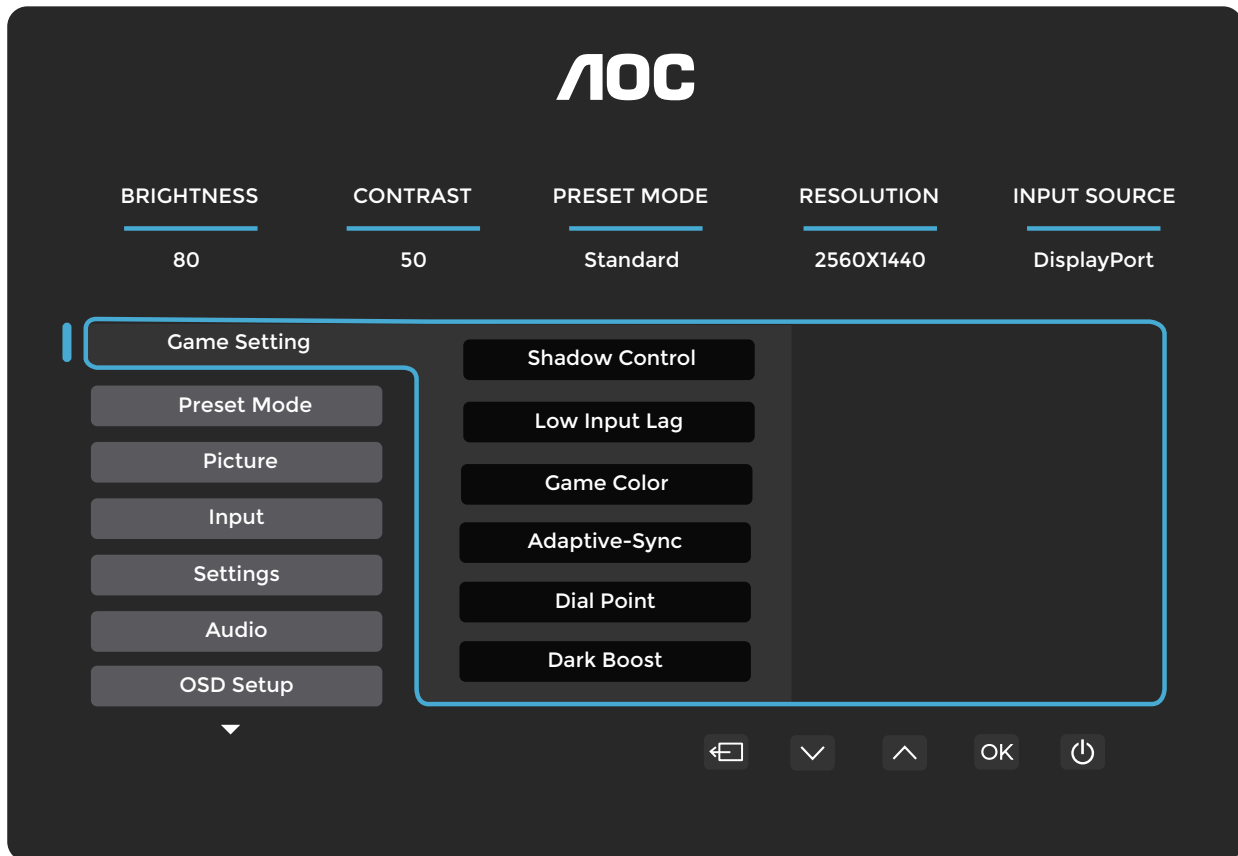 AOC
BRIGHTNESS CONTRAST PRESET MODE RESOLUTION INPUT SOURCE
80 50 Standard 2560X1440 DisplayPort
Game Setting
Preset Mode
Picture
Input
Settings
Audio
OSD Setup
Shadow Control
Low Input Lag
Game Color
Adaptive-Sync
Dial Point
Dark Boost
OK